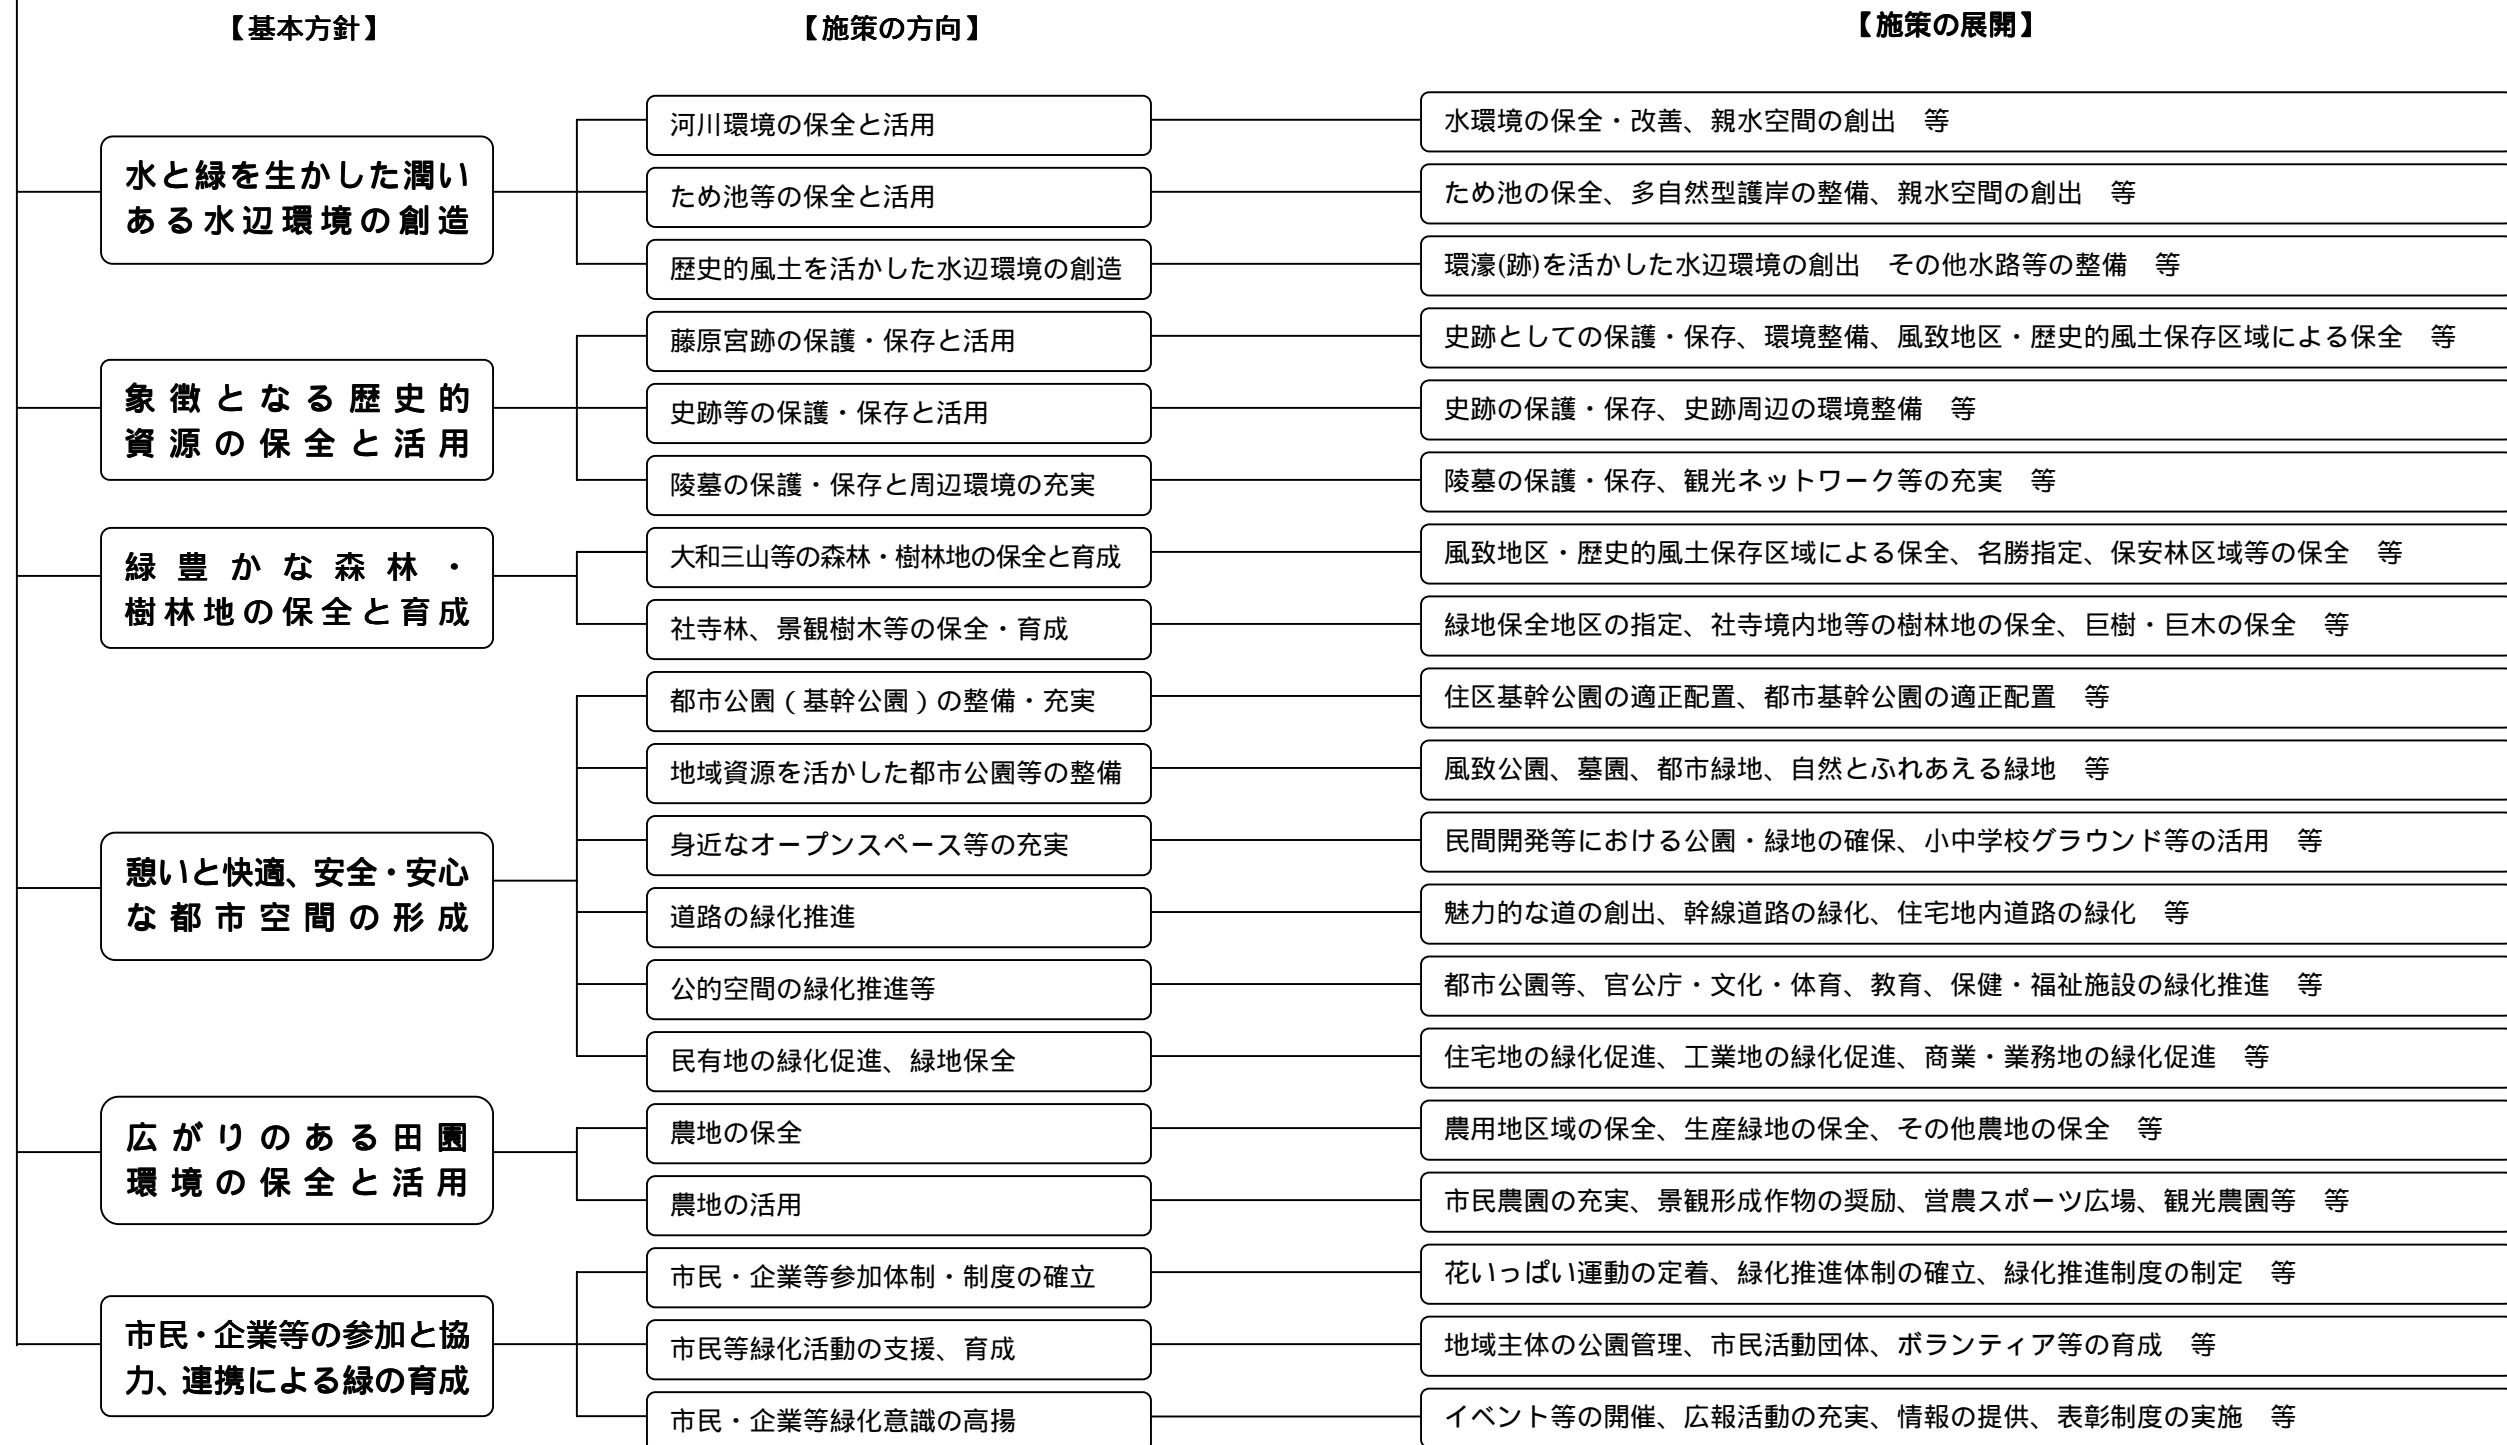 【基本方針】
【施策の方向】
【施策の展開】
水と緑を生かした潤い
ある水辺環境の創造
河川環境の保全と活用
水環境の保全・改善、親水空間の創出　等
ため池等の保全と活用
ため池の保全、多自然型護岸の整備、親水空間の創出　等
歴史的風土を活かした水辺環境の創造
環濠(跡)を活かした水辺環境の創出　その他水路等の整備　等
象徴となる歴史的
資源の保全と活用
藤原宮跡の保護・保存と活用
史跡としての保護・保存、環境整備、風致地区・歴史的風土保存区域による保全　等
史跡等の保護・保存と活用
史跡の保護・保存、史跡周辺の環境整備　等
陵墓の保護・保存と周辺環境の充実
陵墓の保護・保存、観光ネットワーク等の充実　等
緑豊かな森林・
樹林地の保全と育成
大和三山等の森林・樹林地の保全と育成
風致地区・歴史的風土保存区域による保全、名勝指定、保安林区域等の保全　等
社寺林、景観樹木等の保全・育成
緑地保全地区の指定、社寺境内地等の樹林地の保全、巨樹・巨木の保全　等
憩いと快適、安全・安心
な都市空間の形成
都市公園（基幹公園）の整備・充実
住区基幹公園の適正配置、都市基幹公園の適正配置　等
地域資源を活かした都市公園等の整備
風致公園、墓園、都市緑地、自然とふれあえる緑地　等
身近なオープンスペース等の充実
民間開発等における公園・緑地の確保、小中学校グラウンド等の活用　等
道路の緑化推進
魅力的な道の創出、幹線道路の緑化、住宅地内道路の緑化　等
公的空間の緑化推進等
都市公園等、官公庁・文化・体育、教育、保健・福祉施設の緑化推進　等
民有地の緑化促進、緑地保全
住宅地の緑化促進、工業地の緑化促進、商業・業務地の緑化促進　等
広がりのある田園
環境の保全と活用
農地の保全
農用地区域の保全、生産緑地の保全、その他農地の保全　等
農地の活用
市民農園の充実、景観形成作物の奨励、営農スポーツ広場、観光農園等　等
市民・企業等の参加と協
力、連携による緑の育成
市民・企業等参加体制・制度の確立
花いっぱい運動の定着、緑化推進体制の確立、緑化推進制度の制定　等
市民等緑化活動の支援、育成
地域主体の公園管理、市民活動団体、ボランティア等の育成　等
市民・企業等緑化意識の高揚
イベント等の開催、広報活動の充実、情報の提供、表彰制度の実施　等